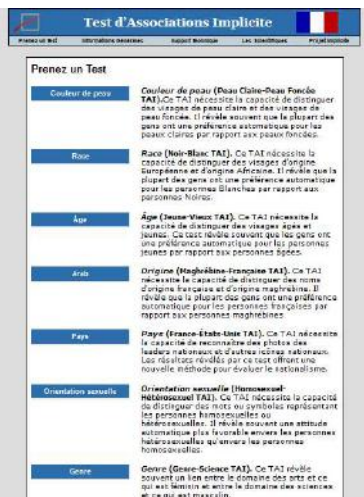 Test d'Associations Implicite
Prenez un test Informations Générales Support Technique Les Scientifiques Projet Implicite
Prenez un Test
Couleur de peau
Couleur de peau (Peau Claire-Peau Foncée
TAI). Ce TAI nécessite la capacité de distinguer
des visages de peau claire et des visages de
peau foncée. Il révèle souvent que la plupart des
gens ont une préférence automatique pour les
peaux claires par rapport aux peaux foncées.
Race
Race (Noir-Blanc TAI). Ce TAI nécessite la
capacité de distinguer des visages d'origine
Européenne et d'origine Africaine. Il révèle que la
plupart des gens ont une préférence automatique
pour les personnes Blanches par rapport aux
personnes Noires.
Âge
Âge (Jeune-Vieux TAI). Ce TAI nécessite la
capacité de distinguer des visages âgés et
jeunes. Ce test révèle souvent que les gens ont
une préférence automatique pour les personnes
jeunes par rapport aux personnes âgées.
Arab
Origine (Maghrébine-Française TAI). Ce TAI
nécessite la capacité de distinguer des noms
d'origine française et d'origine maghrébine. Il
révèle que la plupart des gens ont une préférence
automatique pour les personnes françaises par
rapport aux personnes maghrébines
Pays
Pays (France-États-Unis TAI). Ce TAI nécessite
la capacité de reconnaître des photos des
leaders nationaux et d'autres icônes nationaux.
Les résultats révélés par ce test offrent une
nouvelle méthode pour évaluer le nationalisme.
Orientation sexuelle
Orientation sexuelle (Homosexuel-
Hétérosexuel TAI). Ce TAI nécessite la capacité
de distinguer des mots ou symboles représentant
les personnes homosexuelles ou
hétérosexuelles. Il révèle souvent une attitude
automatique plus favorable envers les personnes
hétérosexuelles qu'envers les personnes
homosexuelles.
Genre
Genre (Genre-Science TAI). Ce TAI révèle
souvent un lien entre le domaine des arts et ce
qui est féminin et entre le domaine des sciences
et ce qui est masculin.